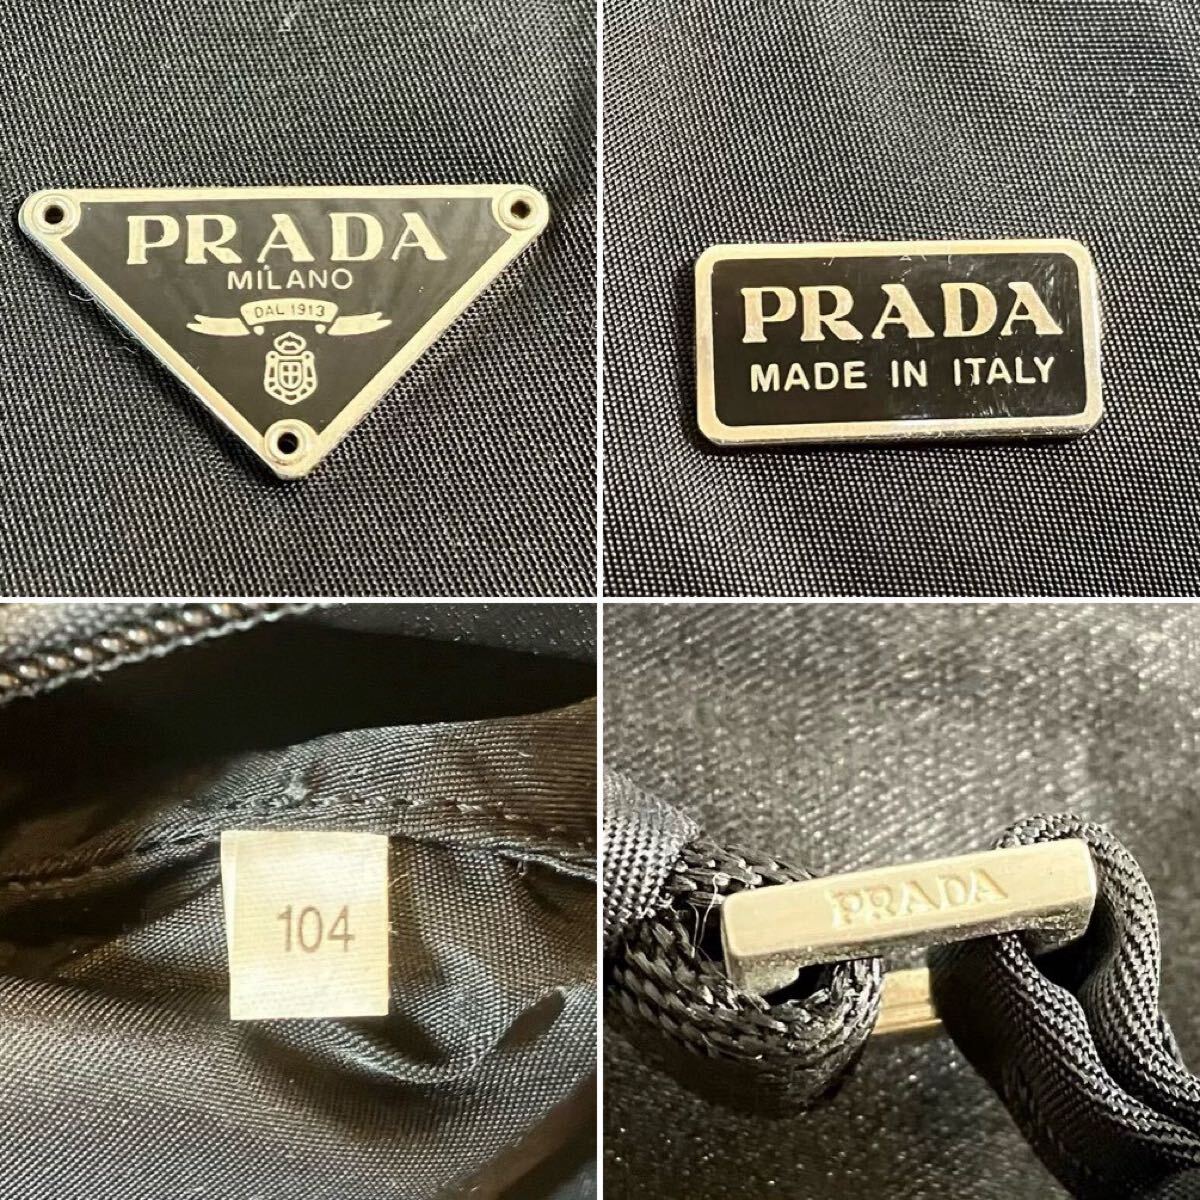 PRADA
MILANO
DAL 1913
PRADA
MADE IN ITALY
104
PRADA